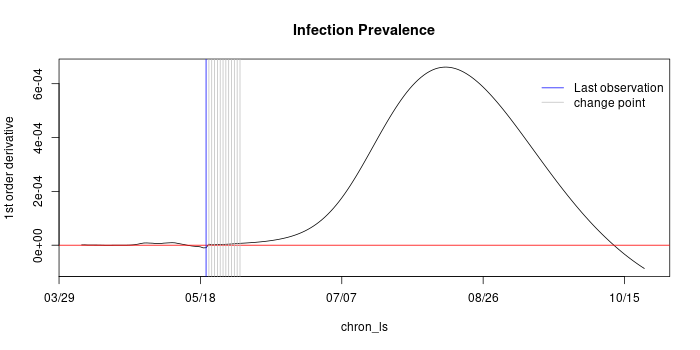 Infection Prevalence
1st order derivative
6e-04
4e-04
2e-04
0e+00
Last observation
change point
03/29
05/18
07/07
08/26
10/15
chron_ls